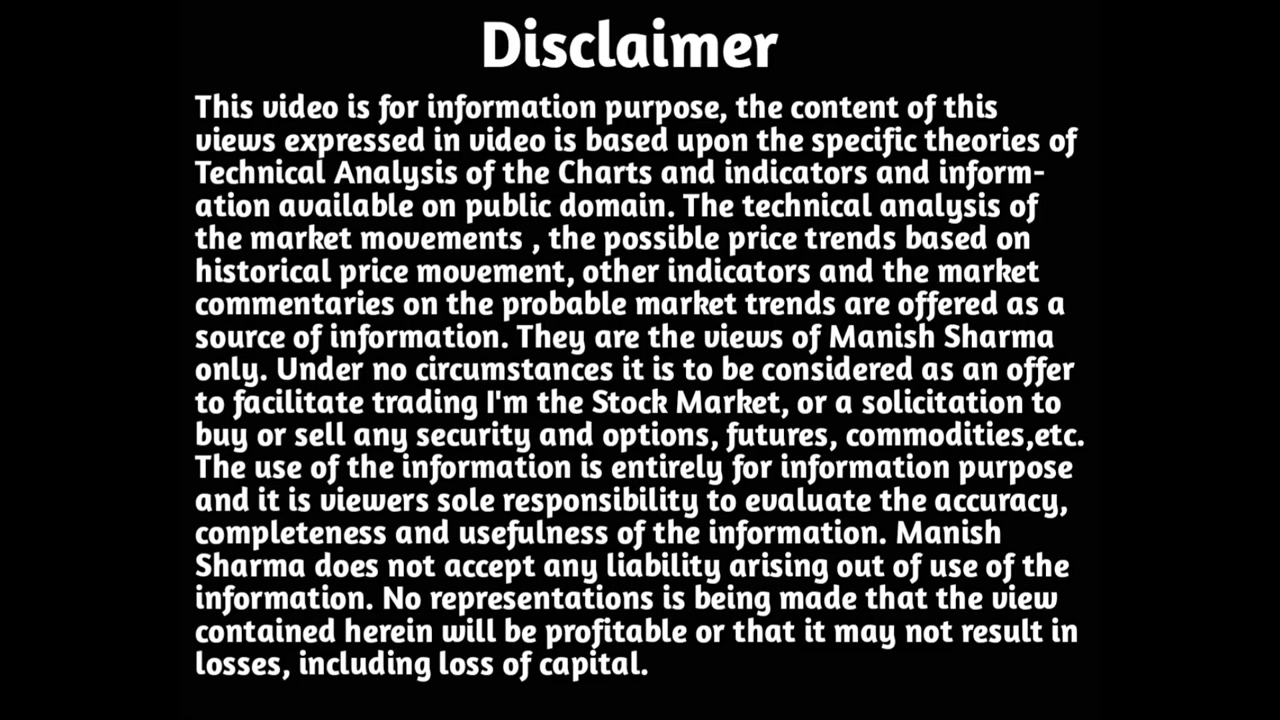 Disclaimer
This video is for information purpose, the content of this
views expressed in video is based upon the specific theories of
Technical Analysis of the Charts and indicators and inform-
ation available on public domain. The technical analysis of
the market movements , the possible price trends based on
historical price movement, other indicators and the market
commentaries on the probable market trends are offered as a
source of information. They are the views of Manish Sharma
only. Under no circumstances it is to be considered as an offer
to facilitate trading I'm the Stock Market, or a solicitation to
buy or sell any security and options, futures, commodities,etc.
The use of the information is entirely for information purpose
and it is viewers sole responsibility to evaluate the accuracy,
completeness and usefulness of the information. Manish
Sharma does not accept any liability arising out of use of the
information. No representations is being made that the view
contained herein will be profitable or that it may not result in
losses, including loss of capital.